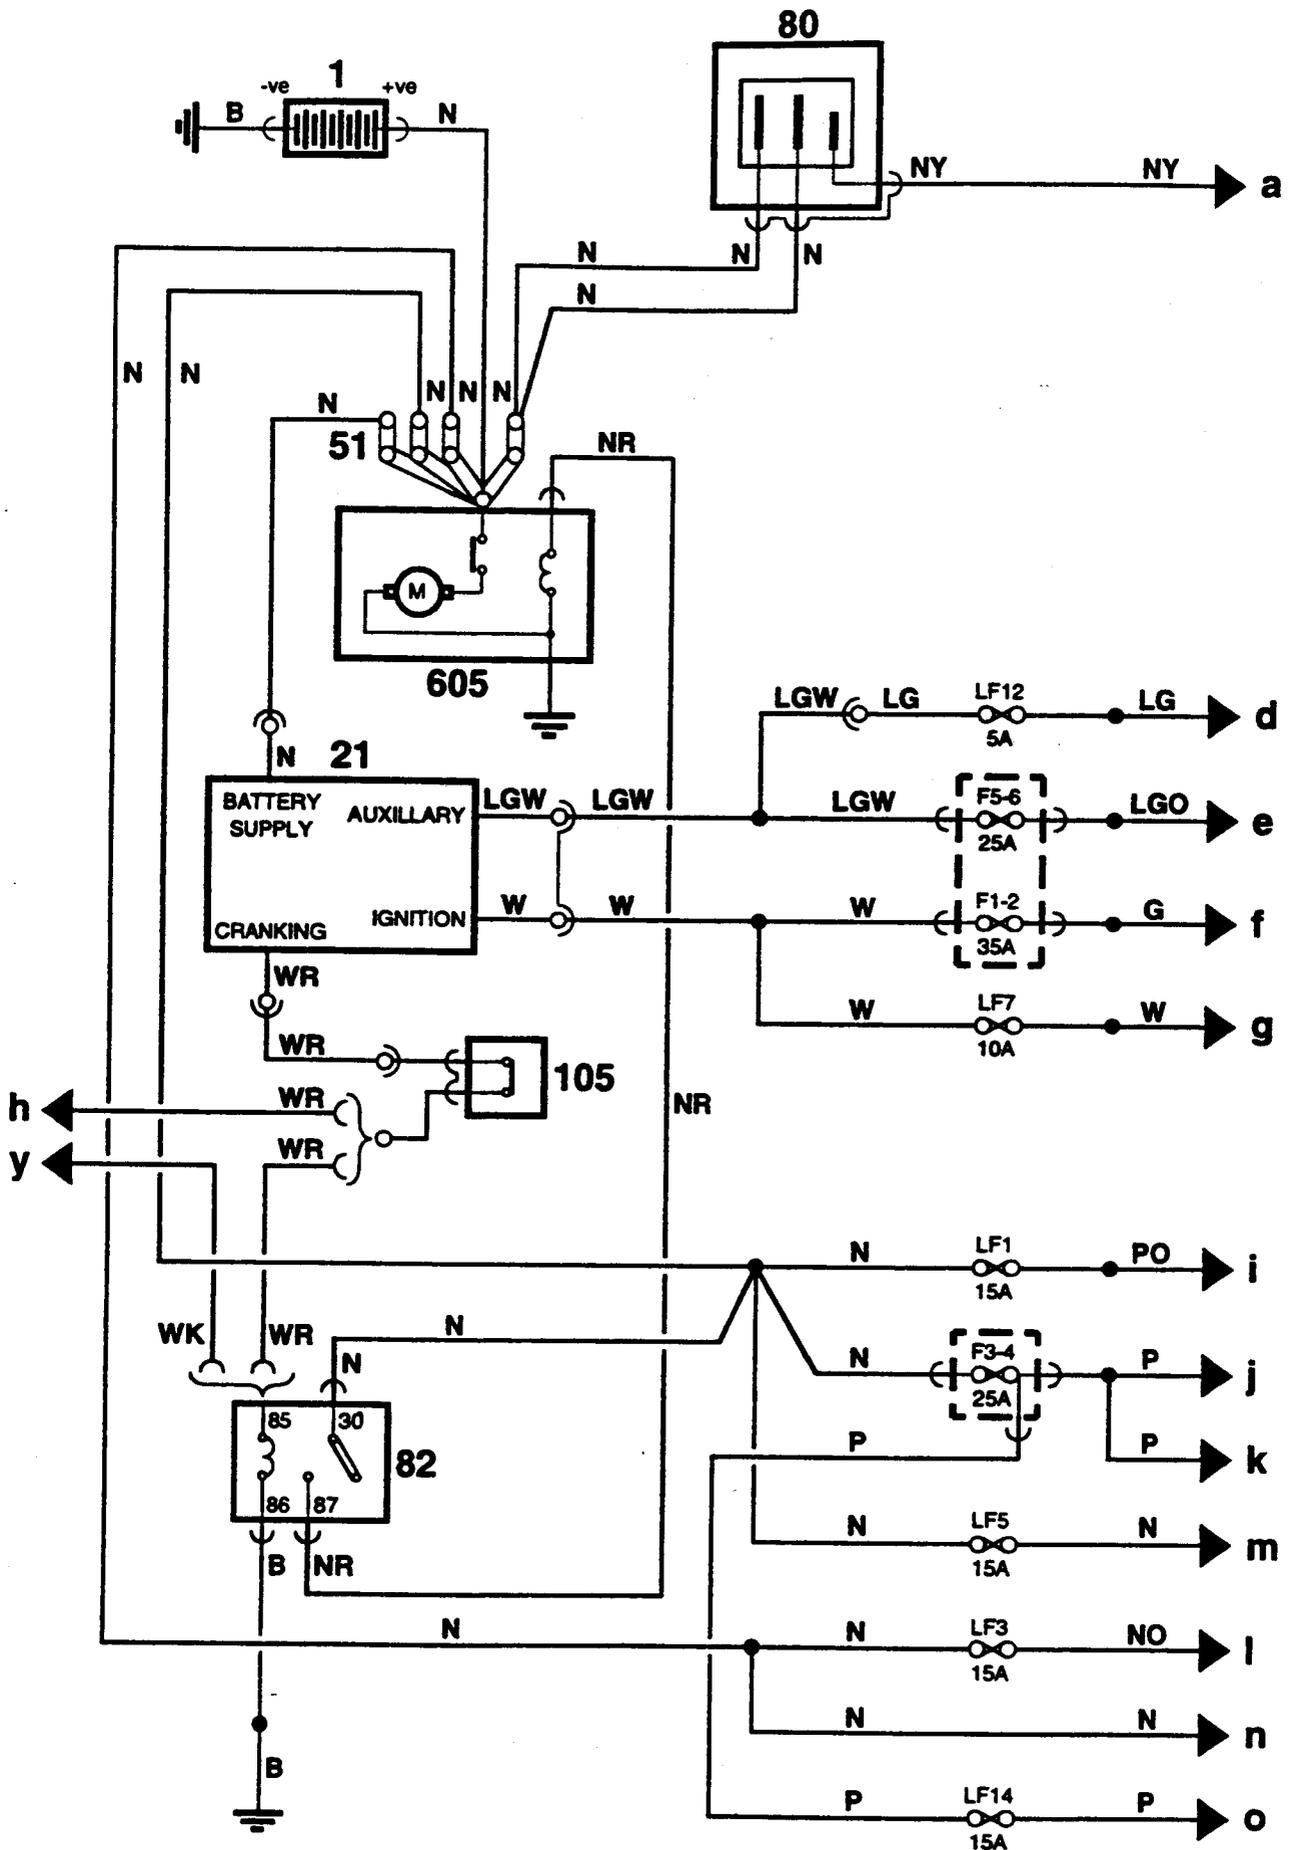 80
1
-ve
+ve
B
N
NY
NY
a
N
N
N
N
N
N
N
N
N
N
51
NR
M
605
N
21
BATTERY
SUPPLY
AUXILLARY
CRANKING
IGNITION
LGW
LGW
LGW
LG
LF12
5A
LG
d
LGW
F5-6
25A
LGO
e
W
W
W
F1-2
35A
G
f
W
LF7
10A
W
g
WR
WR
105
h
WR
NR
y
WR
N
LF1
15A
PO
i
WK
WR
N
N
N
F3-4
25A
P
j
85
30
82
86
87
P
P
k
B
NR
N
LF5
15A
N
m
N
N
LF3
15A
NO
l
N
N
n
B
P
LF14
15A
P
o